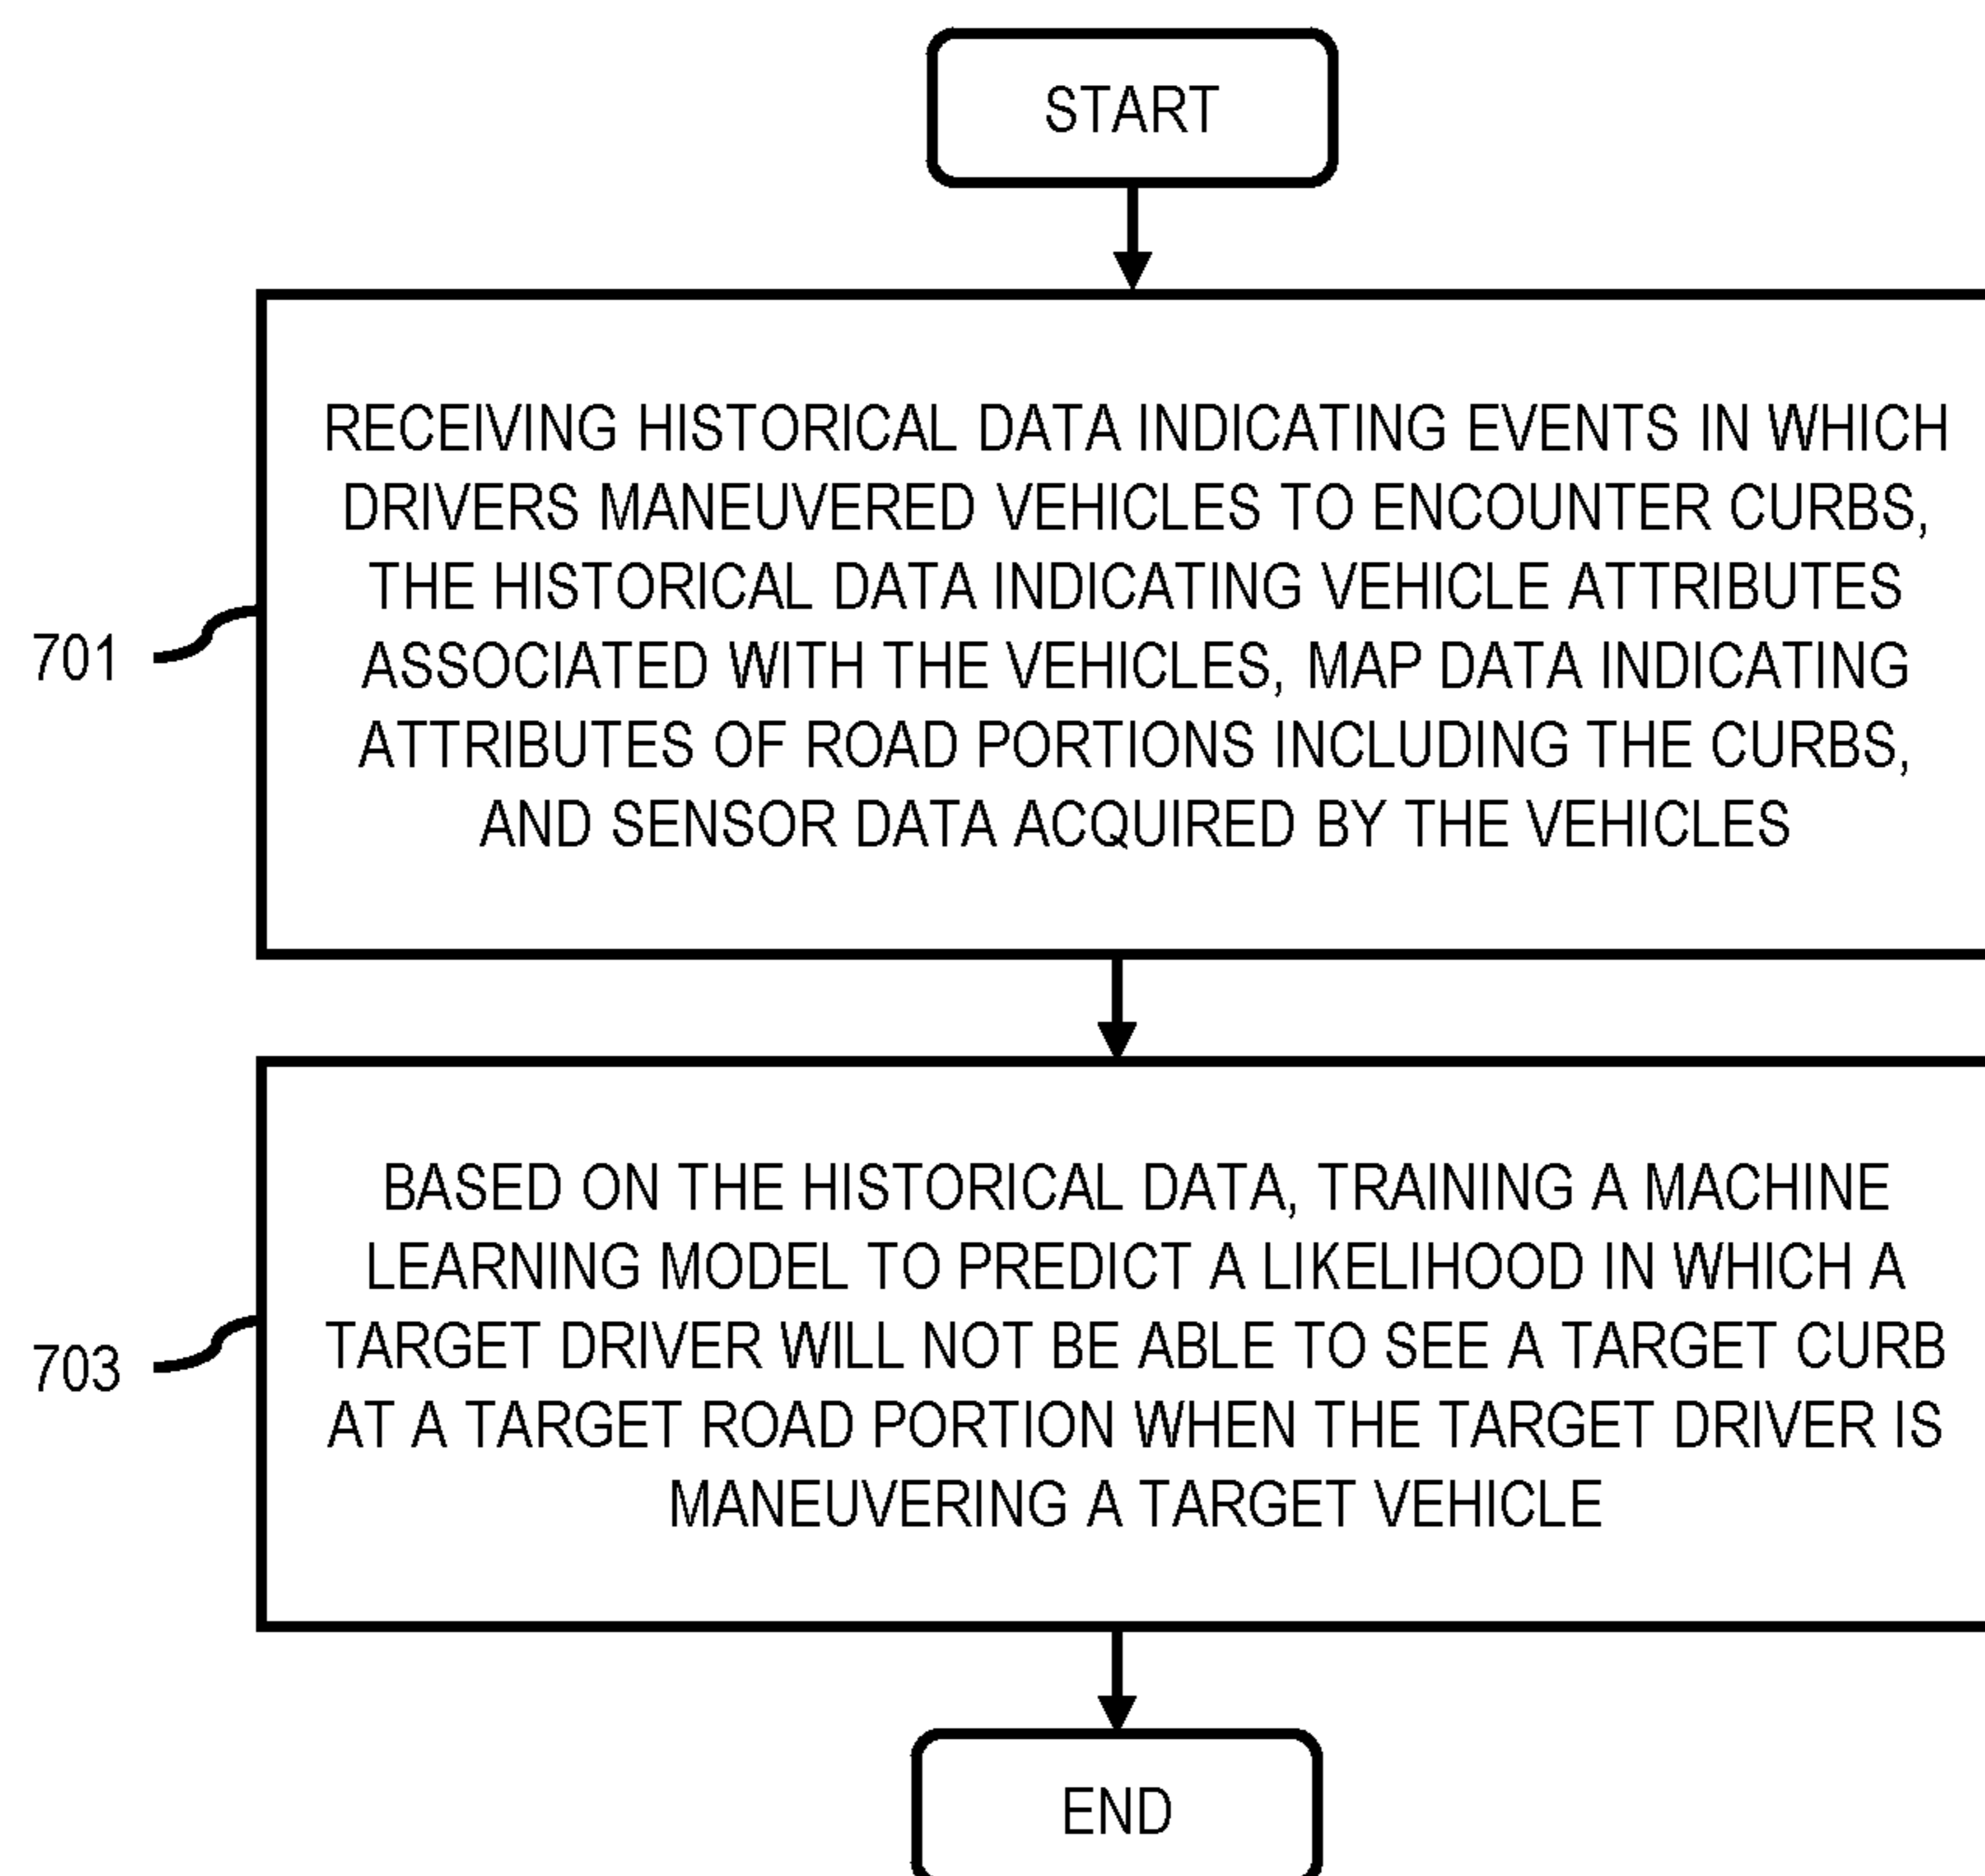 START
RECEIVING HISTORICAL DATA INDICATING EVENTS IN WHICH
DRIVERS MANEUVERED VEHICLES TO ENCOUNTER CURBS,
THE HISTORICAL DATA INDICATING VEHICLE ATTRIBUTES
ASSOCIATED WITH THE VEHICLES, MAP DATA INDICATING
ATTRIBUTES OF ROAD PORTIONS INCLUDING THE CURBS,
AND SENSOR DATA ACQUIRED BY THE VEHICLES
701
BASED ON THE HISTORICAL DATA, TRAINING A MACHINE
LEARNING MODEL TO PREDICT A LIKELIHOOD IN WHICH A
TARGET DRIVER WILL NOT BE ABLE TO SEE A TARGET CURB
AT A TARGET ROAD PORTION WHEN THE TARGET DRIVER IS
MANEUVERING A TARGET VEHICLE
703
END